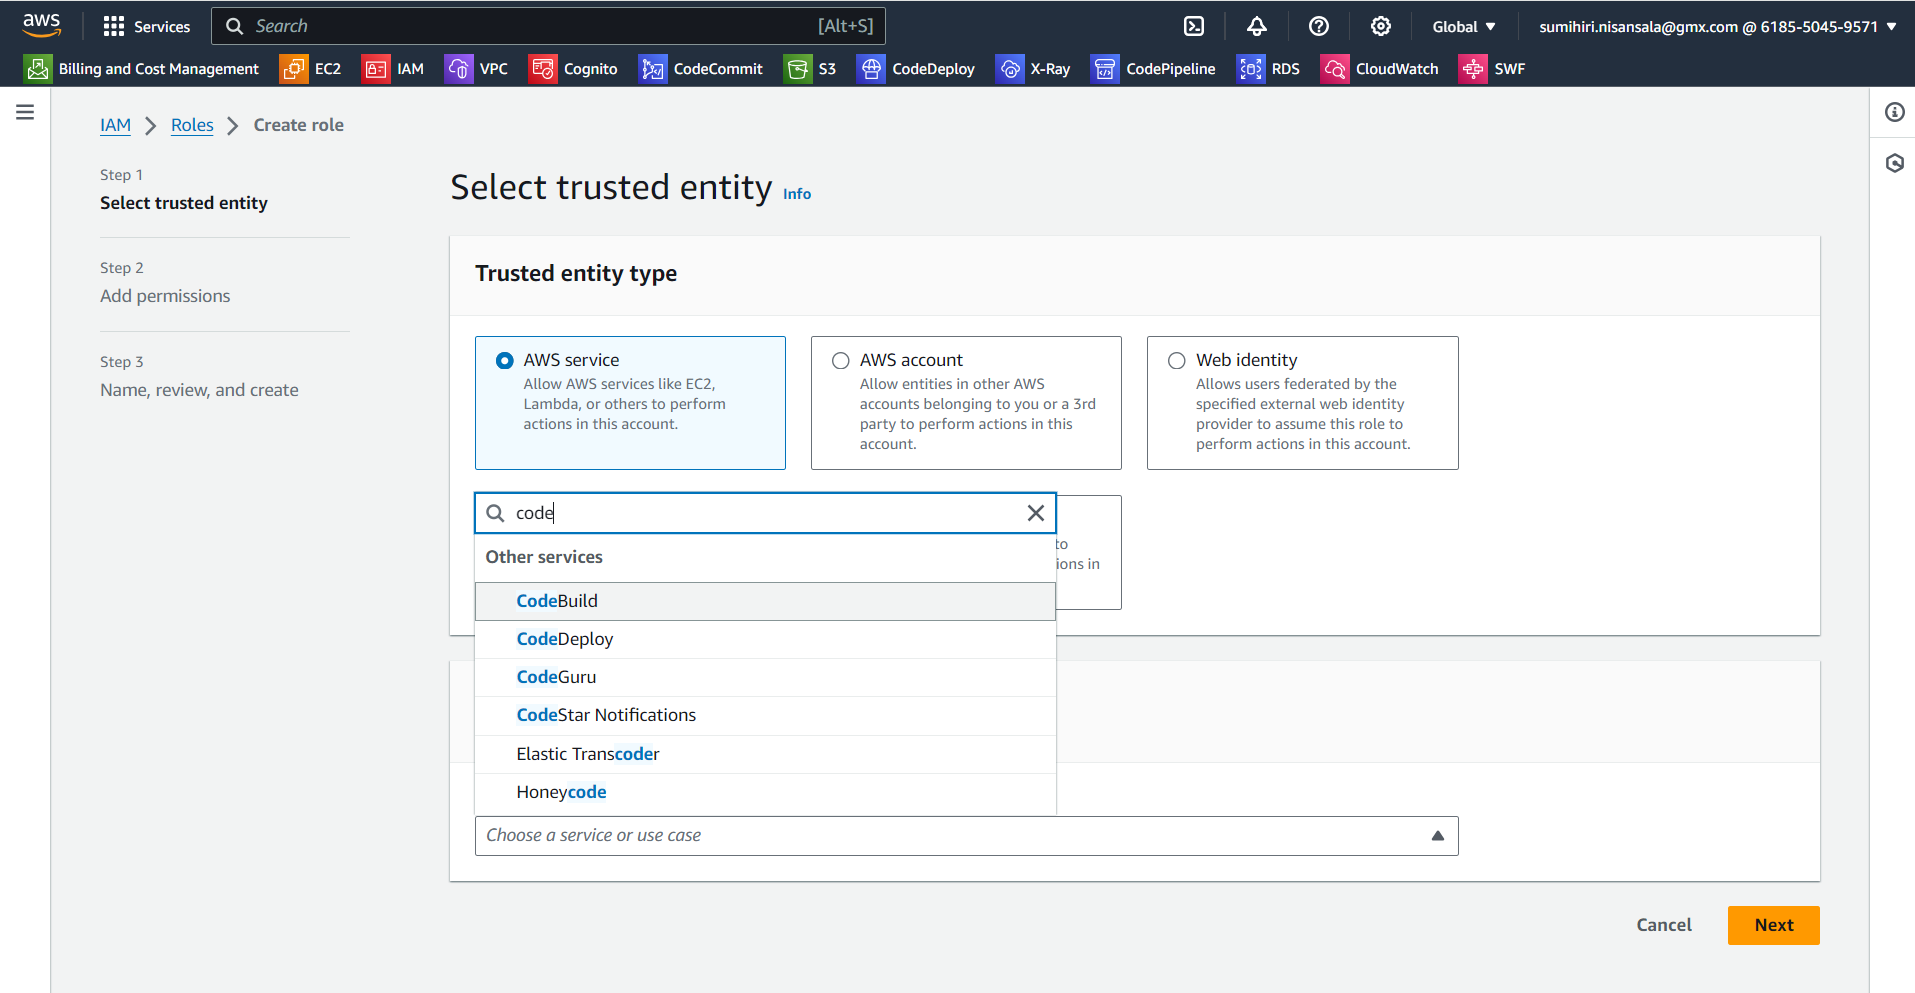 aws Services Search [Alt+S] Global sumihiri.nisansala@gmx.com @ 6185-5045-9571
Billing and Cost Management EC2 IAM VPC Cognito CodeCommit S3 CodeDeploy X-Ray CodePipeline RDS CloudWatch SWF
IAM Roles Create role
Step 1
Select trusted entity
Step 2
Add permissions
Step 3
Name, review, and create
Select trusted entity Info
Trusted entity type
AWS service
Allow AWS services like EC2,
Lambda, or others to perform
actions in this account.
AWS account
Allow entities in other AWS
accounts belonging to you or a 3rd
party to perform actions in this
account.
Web identity
Allows users federated by the
specified external web identity
provider to assume this role to
perform actions in this account.
code
to
ions in
Other services
CodeBuild
CodeDeploy
CodeGuru
CodeStar Notifications
Elastic Transcoder
Honeycode
Choose a service or use case
Cancel Next